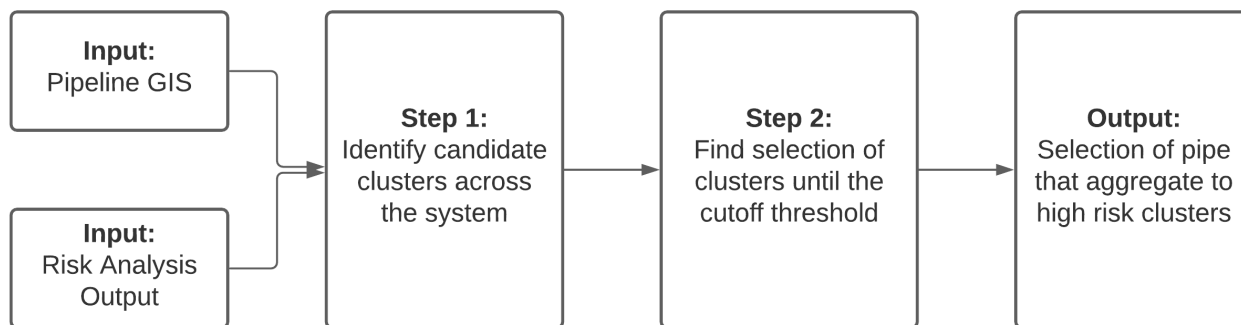 Input:
Pipeline GIS
Input:
Risk Analysis
Output
Step 1:
Identify candidate
clusters across
the system
Step 2:
Find selection of
clusters until the
cutoff threshold
Output:
Selection of pipe
that aggregate to
high risk clusters